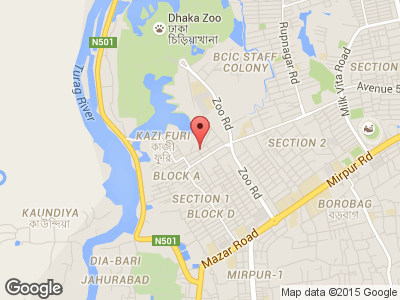 Dhaka Zoo
ঢাকা
চিড়িয়াখানা
N501
BCIC STAFF
COLONY
Rupnagar Rd
Milk Vita Road
SECTION
Avenue 5
Turag River
Zoo Rd
KAZI FURI
কাজী
ফুরি
SECTION 2
Mirpur Rd
BLOCK A
SECTION 1
BLOCK D
Zoo Rd
KAUNDIYA
কাউন্দিয়া
BOROBAG
বড়বাগ
N501
Mazar Road
DIA-BARI
JAHURABAD
MIRPUR-1
Google
Map data ©2015 Google